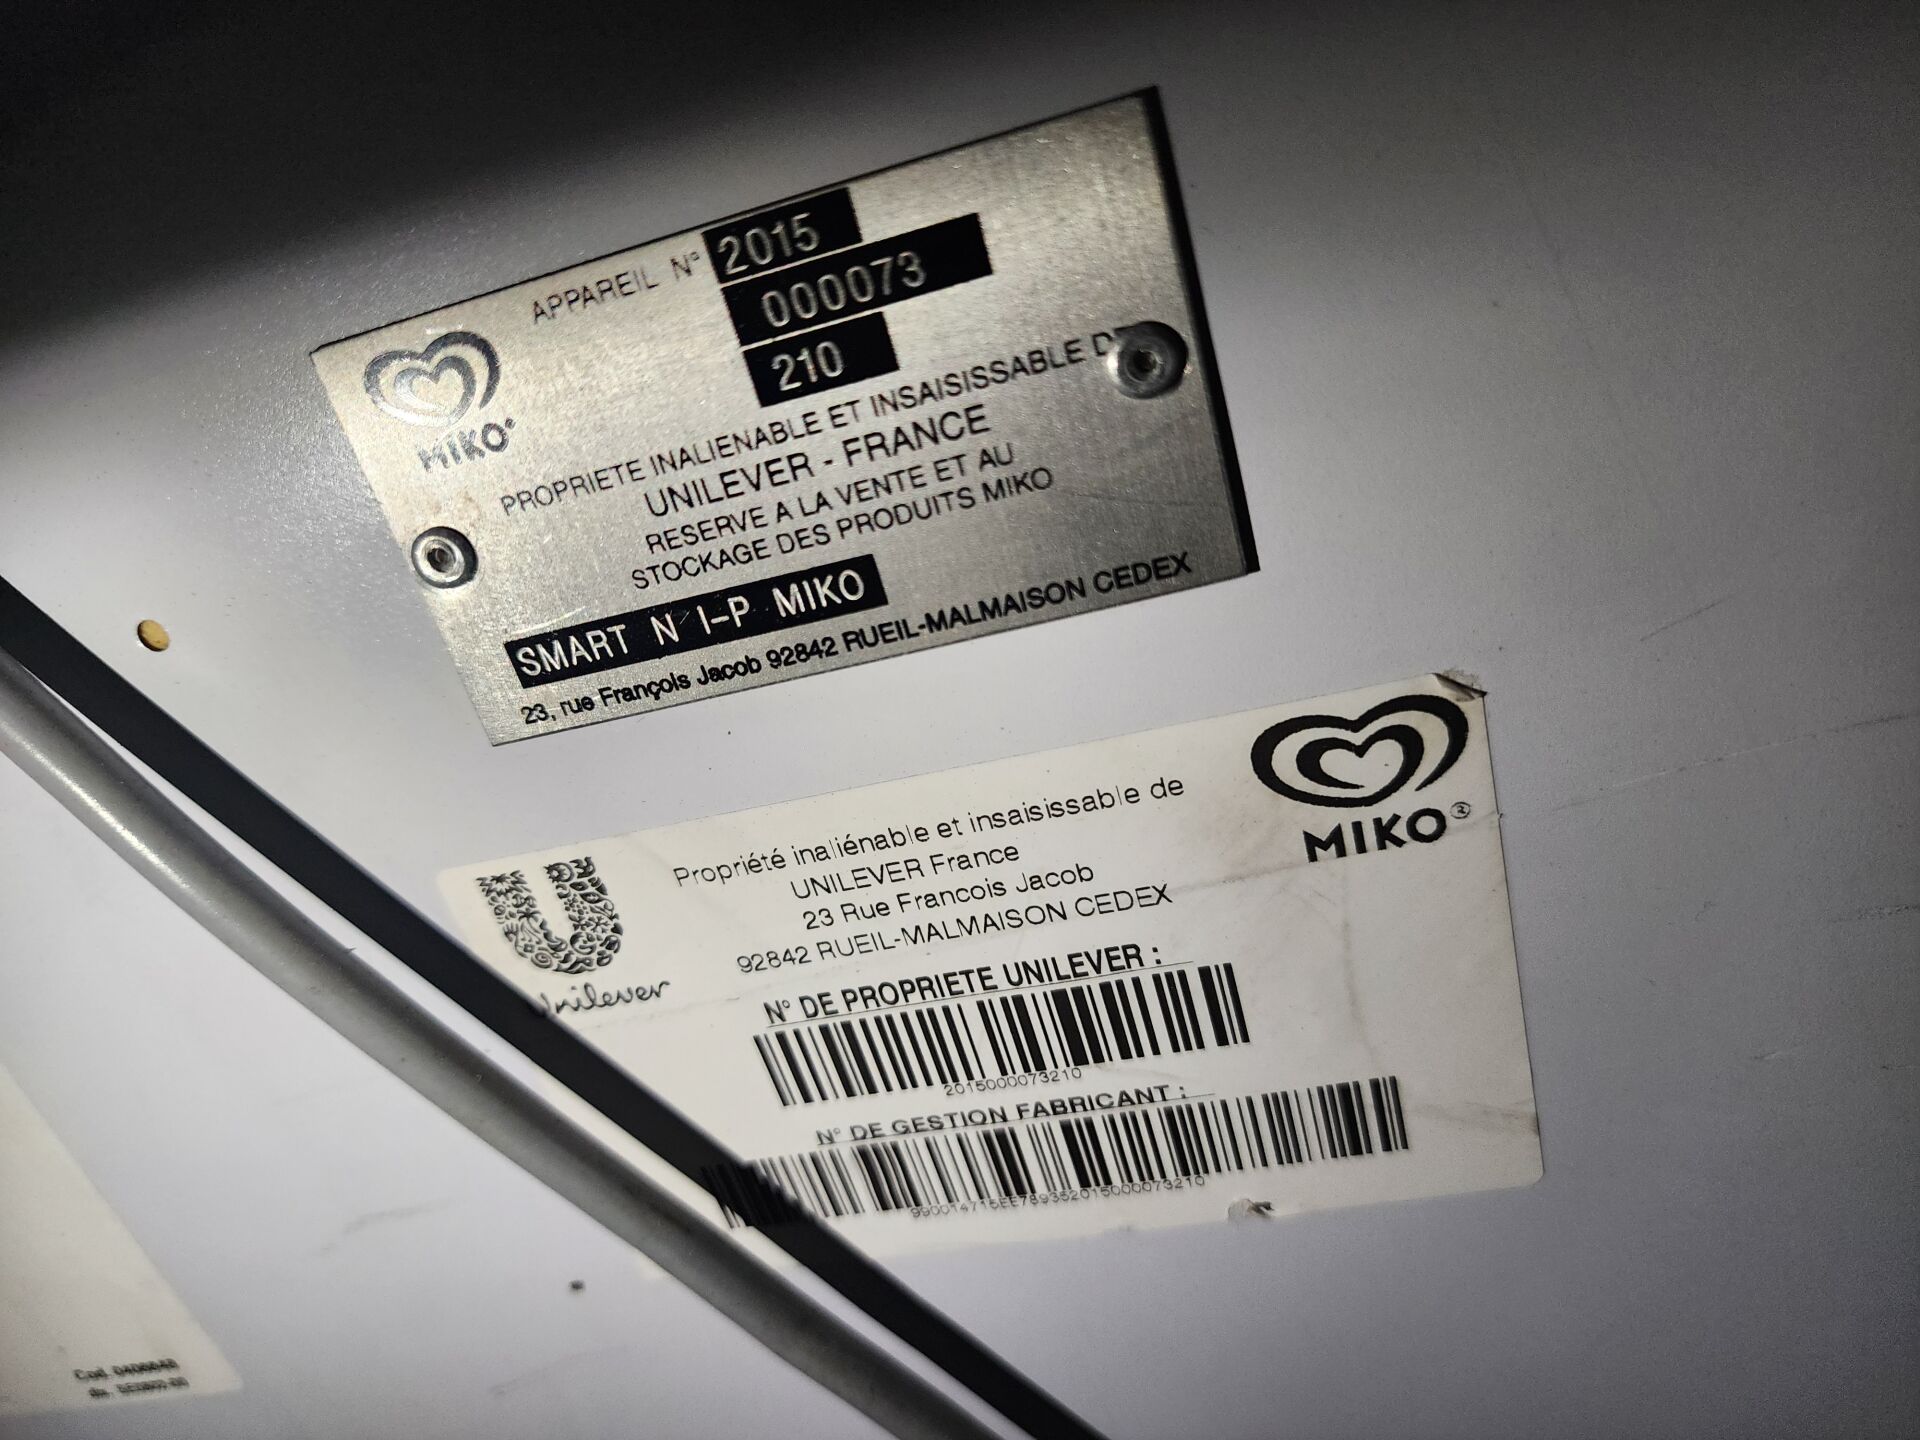 APPAREIL N° 2015
000073
210
MIKO
PROPRIETE INALIENABLE ET INSAISISSABLE D
UNILEVER - FRANCE
RESERVE A LA VENTE ET AU
STOCKAGE DES PRODUITS MIKO
SMART N I-P MIKO
23, rue François Jacob 92842 RUEIL-MALMAISON CEDEX
Propriété inaliénable et insaisissable de
UNILEVER France
23 Rue Francois Jacob
92842 RUEIL-MALMAISON CEDEX
MIKO®
Unilever
N° DE PROPRIETE UNILEVER :
2015000073210
N° DE GESTION FABRICANT :
990014715EE789352015000073210
Cod.